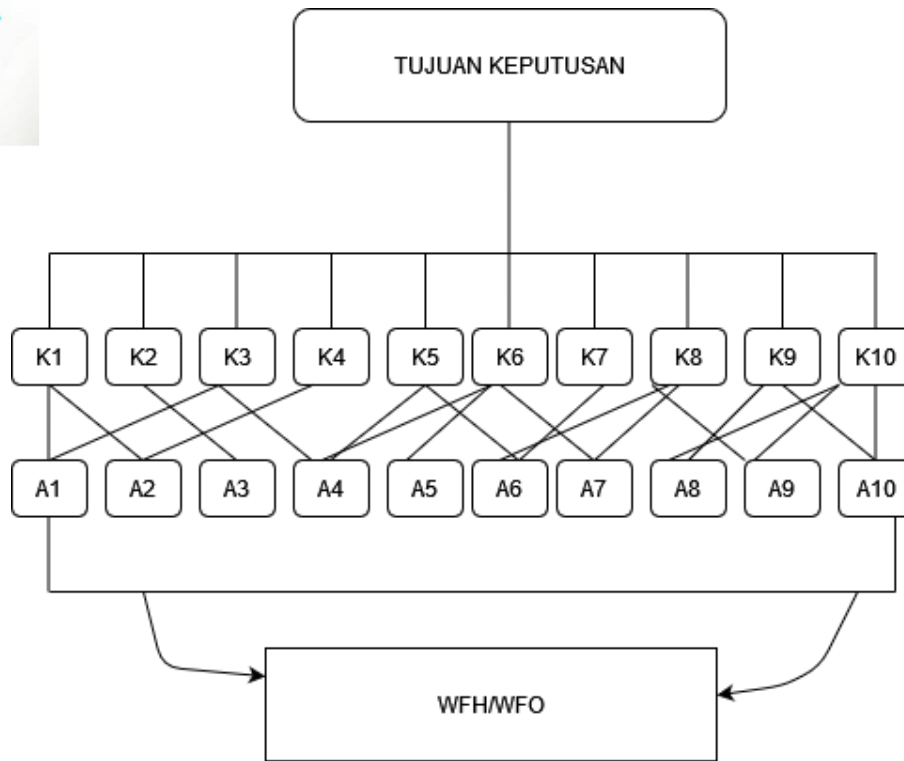 TUJUAN KEPUTUSAN
K1 K2 K3 K4 K5 K6 K7 K8 K9 K10
A1 A2 A3 A4 A5 A6 A7 A8 A9 A10
WFH/WFO